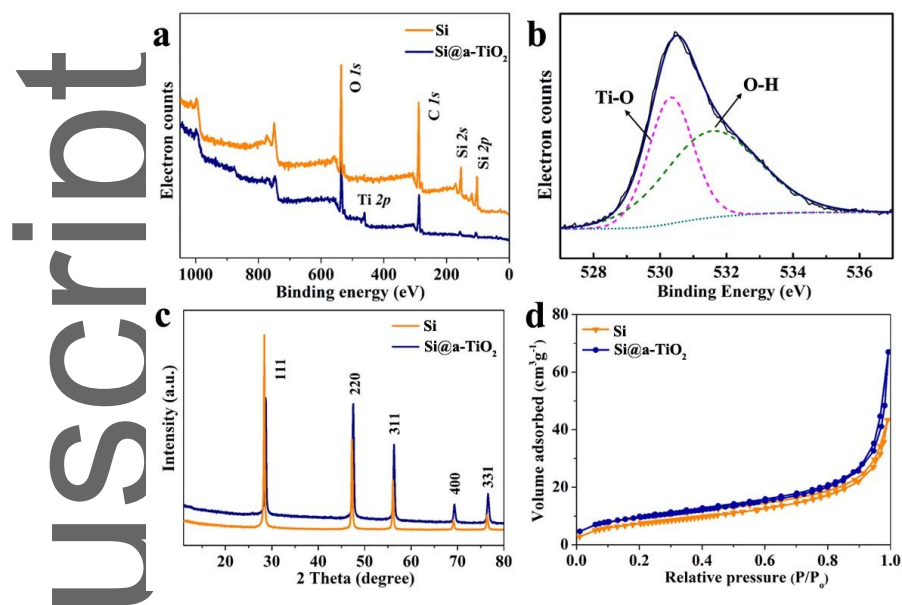 uscript
a
Si
Si@a-TiO2
O 1s
C 1s
Si 2s
Si 2p
Ti 2p
Electron counts
1000 800 600 400 200 0
Binding energy (eV)
b
Ti-O
O-H
Electron counts
528 530 532 534 536
Binding Energy (eV)
c
Si
Si@a-TiO2
111
220
311
400
331
Intensity (a.u.)
20 30 40 50 60 70 80
2 Theta (degree)
d
Si
Si@a-TiO2
Volume adsorbed (cm3g-1)
80
60
40
20
0
0.0 0.2 0.4 0.6 0.8 1.0
Relative pressure (P/Po)